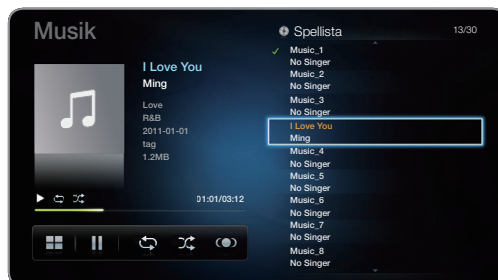 Musik
I Love You
Ming
Love
R&B
2011-01-01
tag
1.2MB
01:01/03:12
Spellista
13/30
Music_1
No Singer
Music_2
No Singer
Music_3
No Singer
I Love You
Ming
Music_4
No Singer
Music_5
No Singer
Music_6
No Singer
Music_7
No Singer
Music_8
No Singer